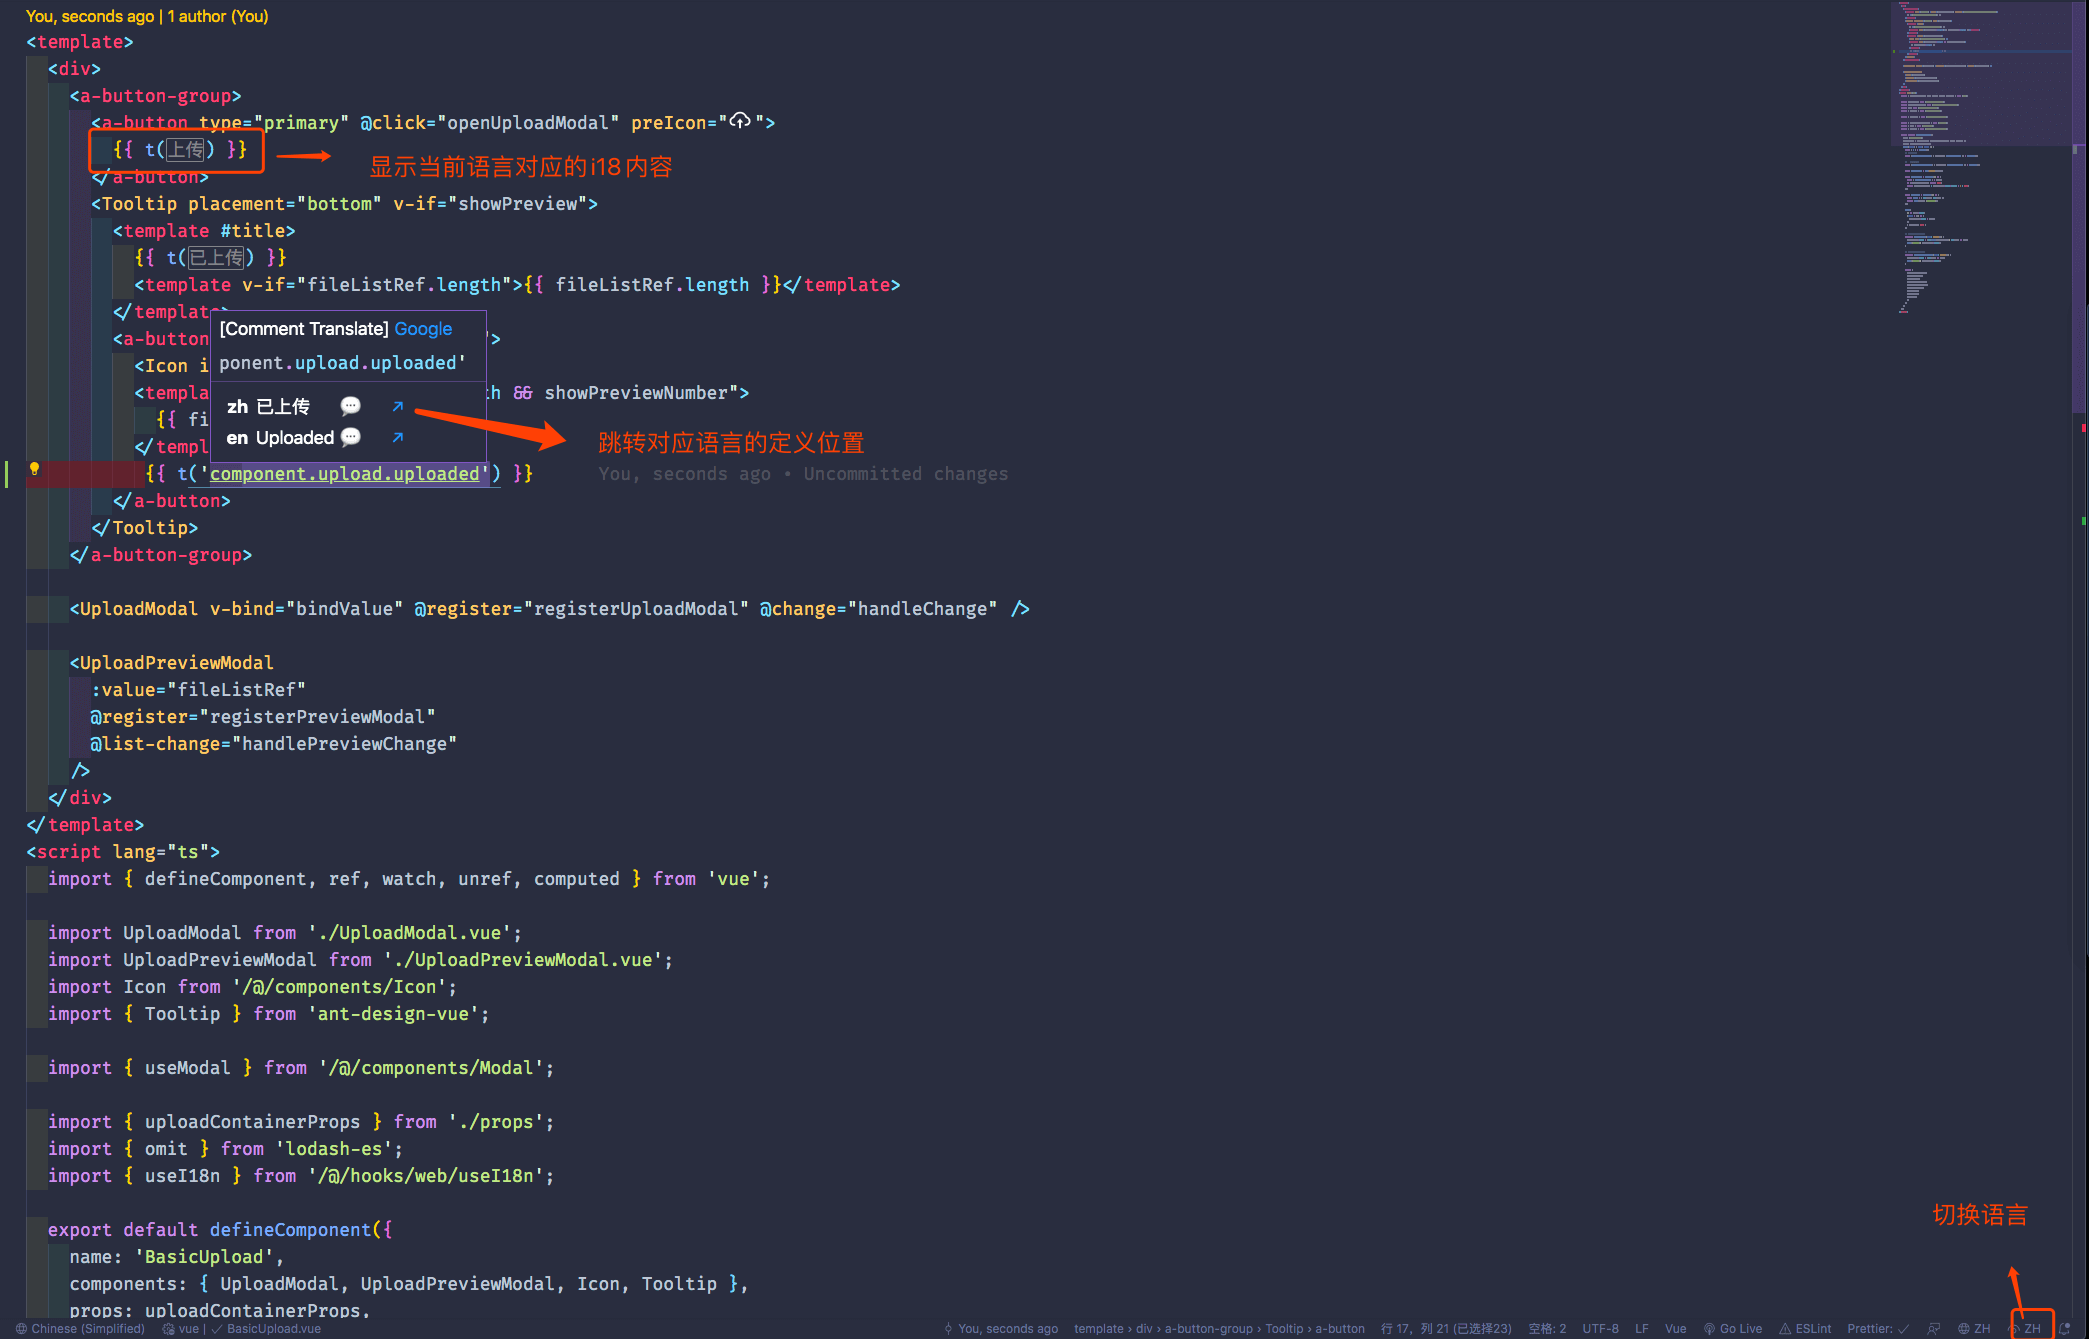 You, seconds ago | 1 author (You)
<template>
<div>
<a-button-group>
<a-button type="primary" @click="openUploadModal" preIcon="">
{{ t(上传) }}
显示当前语言对应的i18内容
</a-button>
<Tooltip placement="bottom" v-if="showPreview">
<template #title>
{{ t(已上传) }}
<template v-if="fileListRef.length">{{ fileListRef.length }}</template>
</template>
[Comment Translate] Google
<a-button
>
ponent.upload.uploaded'
<Icon i
<templa
h && showPreviewNumber">
zh 已上传
{{ fi
en Uploaded
跳转对应语言的定义位置
</templ
{{ t('component.upload.uploaded') }}
You, seconds ago • Uncommitted changes
</a-button>
</Tooltip>
</a-button-group>
<UploadModal v-bind="bindValue" @register="registerUploadModal" @change="handleChange" />
<UploadPreviewModal
:value="fileListRef"
@register="registerPreviewModal"
@list-change="handlePreviewChange"
/>
</div>
</template>
<script lang="ts">
import { defineComponent, ref, watch, unref, computed } from 'vue';
import UploadModal from './UploadModal.vue';
import UploadPreviewModal from './UploadPreviewModal.vue';
import Icon from '/@/components/Icon';
import { Tooltip } from 'ant-design-vue';
import { useModal } from '/@/components/Modal';
import { uploadContainerProps } from './props';
import { omit } from 'lodash-es';
import { useI18n } from '/@/hooks/web/useI18n';
切换语言
export default defineComponent({
name: 'BasicUpload',
components: { UploadModal, UploadPreviewModal, Icon, Tooltip },
props: uploadContainerProps,
Chinese (Simplified) vue | BasicUpload.vue You, seconds ago template › div › a-button-group › Tooltip › a-button 行 17, 列 21 (已选择23) 空格: 2 UTF-8 LF Vue Go Live ESLint Prettier: ZH ZH